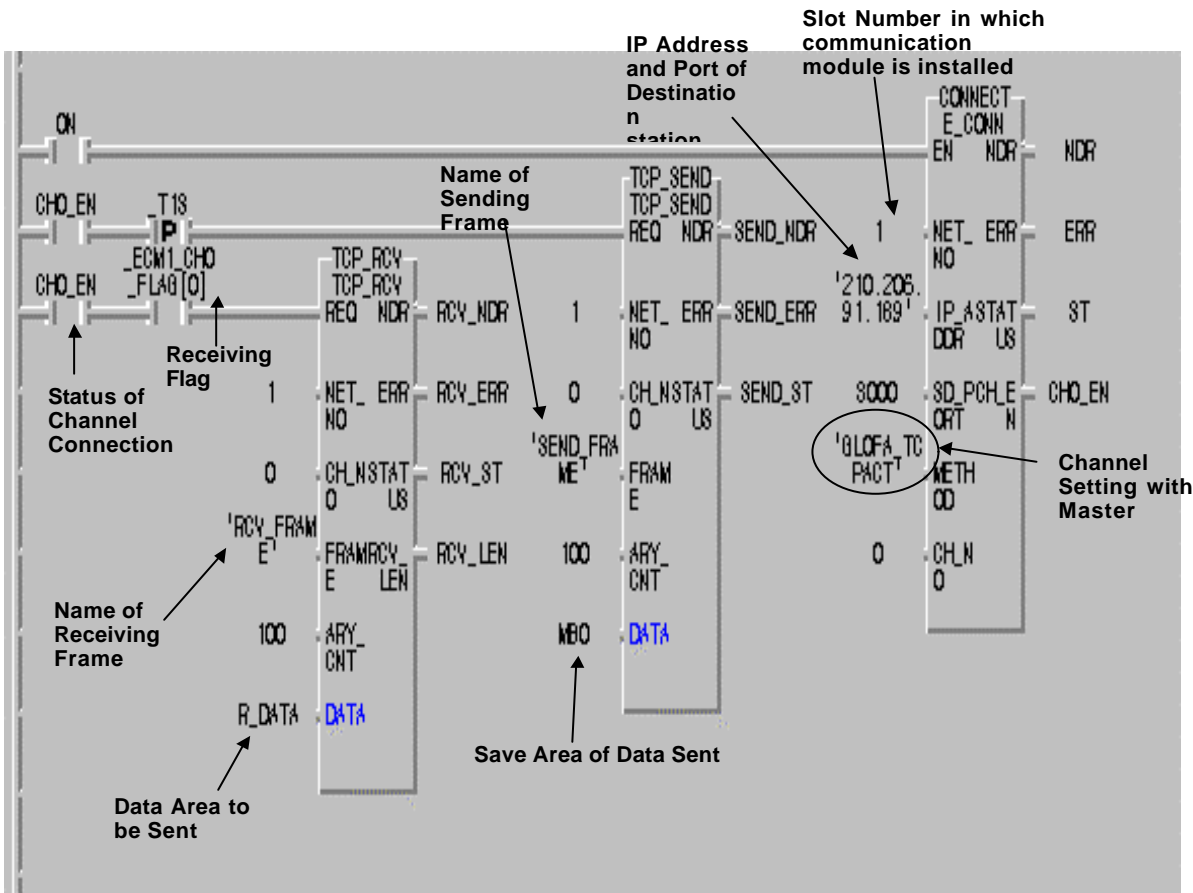 Slot Number in which
communication
module is installed
IP Address
and Port of
Destinatio
n
station
CONNECT
E_CONN
EN NDR NDR
ON
Name of
Sending
Frame
TCP_SEND
TCP_SEND
REQ NDR SEND_NDR
CH0_EN
_T1S
P
1
NET_ ERR ERR
NO
_ECM1_CH0
_FLAG[0]
CH0_EN
TCP_RCV
TCP_RCV
REQ NDR RCV_NDR
1
NET_ ERR SEND_ERR
NO
'210.206.
91.189'
IP_ASTAT ST
DDR US
Receiving
Flag
Status of
Channel
Connection
1
NET_ ERR RCV_ERR
NO
0
CH_NSTAT SEND_ST
O US
SD_PCH_E CH0_EN
ORT N
'SEND_FRA
ME'
FRAM
E
'GLOFA_TC
PACT'
METH
OD
Channel
Setting with
Master
0
CH_NSTAT RCV_ST
O US
'RCV_FRAM
E'
FRAMRCV_ RCV_LEN
E LEN
100
ARY_
CNT
0
CH_N
O
Name of
Receiving
Frame
100
ARY_
CNT
MB0
DATA
R_DATA
DATA
Save Area of Data Sent
Data Area to
be Sent